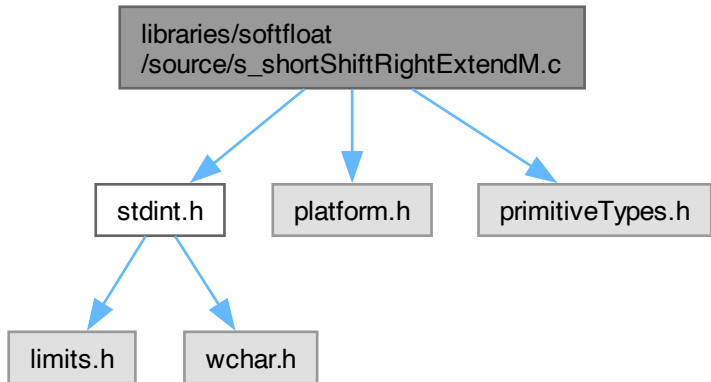 libraries/softfloat
/source/s_shortShiftRightExtendM.c
stdint.h
platform.h
primitiveTypes.h
limits.h
wchar.h